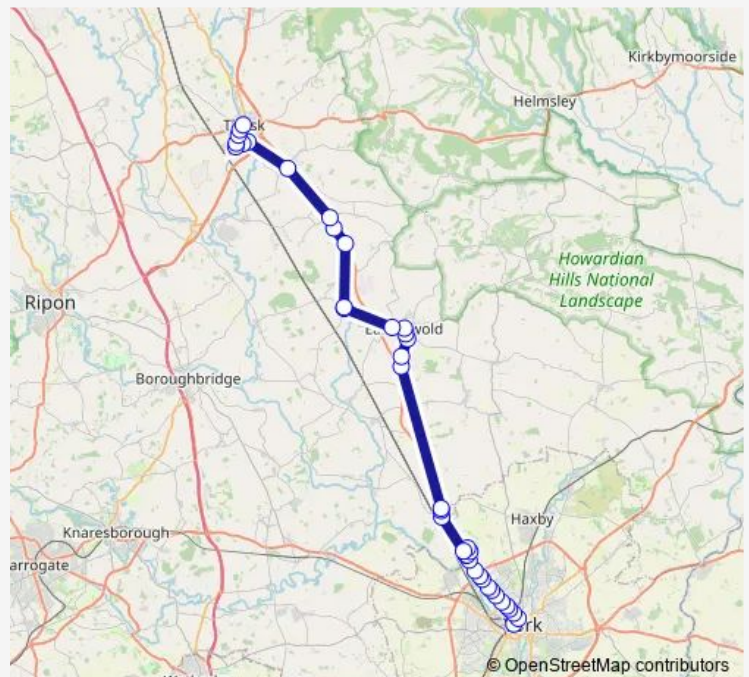 Kirkbymoorside
Helmsley
Howardian
Hills National
Landscape
Ripon
Boroughbridge
Haxby
Knaresborough
arrogate
© OpenStreetMap contributors